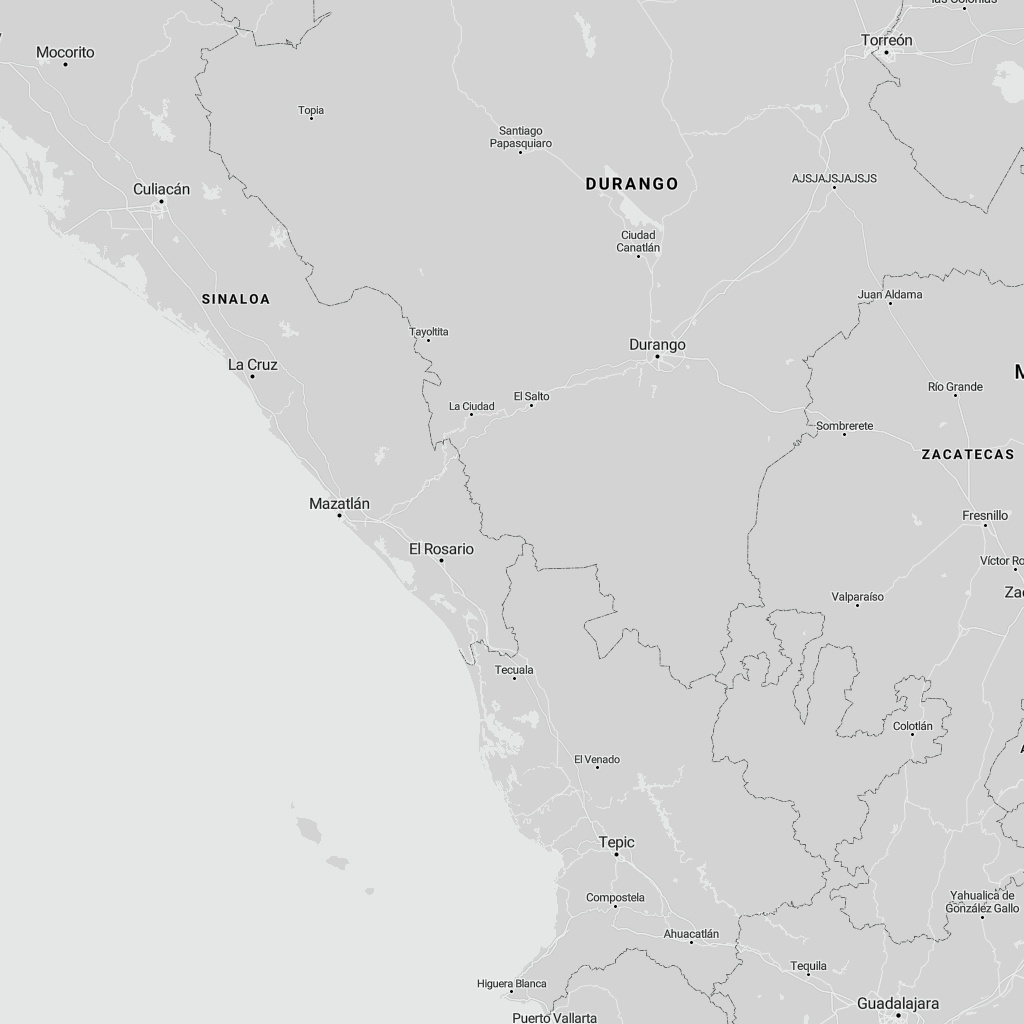 las Colonias
Torreón
Mocorito
Topia
Santiago
Papasquiaro
AJSJAJSJAJSJS
DURANGO
Culiacán
Ciudad
Canatlán
Juan Aldama
SINALOA
Tayoltita
Durango
La Cruz
Río Grande
El Salto
La Ciudad
Sombrerete
ZACATECAS
Mazatlán
Fresnillo
El Rosario
Víctor Ro
Zac
Valparaíso
Tecuala
Colotlán
El Venado
Tepic
Compostela
Yahualica de
González Gallo
Ahuacatlán
Tequila
Higuera Blanca
Guadalajara
Puerto Vallarta